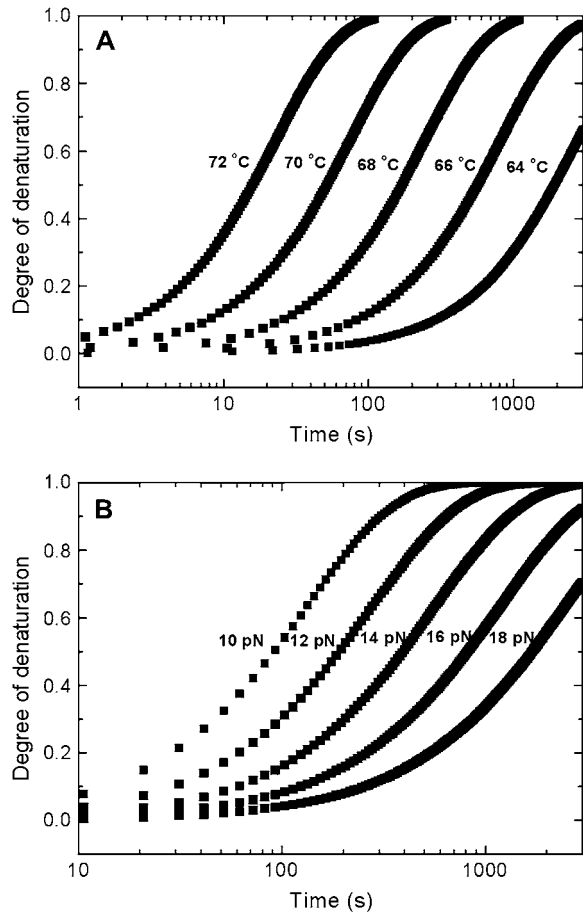 A
1.0
0.8
0.6
0.4
0.2
0.0
Degree of denaturation
72 °C 70 °C 68 °C 66 °C 64 °C
1 10 100 1000
Time (s)
B
1.0
0.8
0.6
0.4
0.2
0.0
Degree of denaturation
10 pN 12 pN 14 pN 16 pN 18 pN
10 100 1000
Time (s)